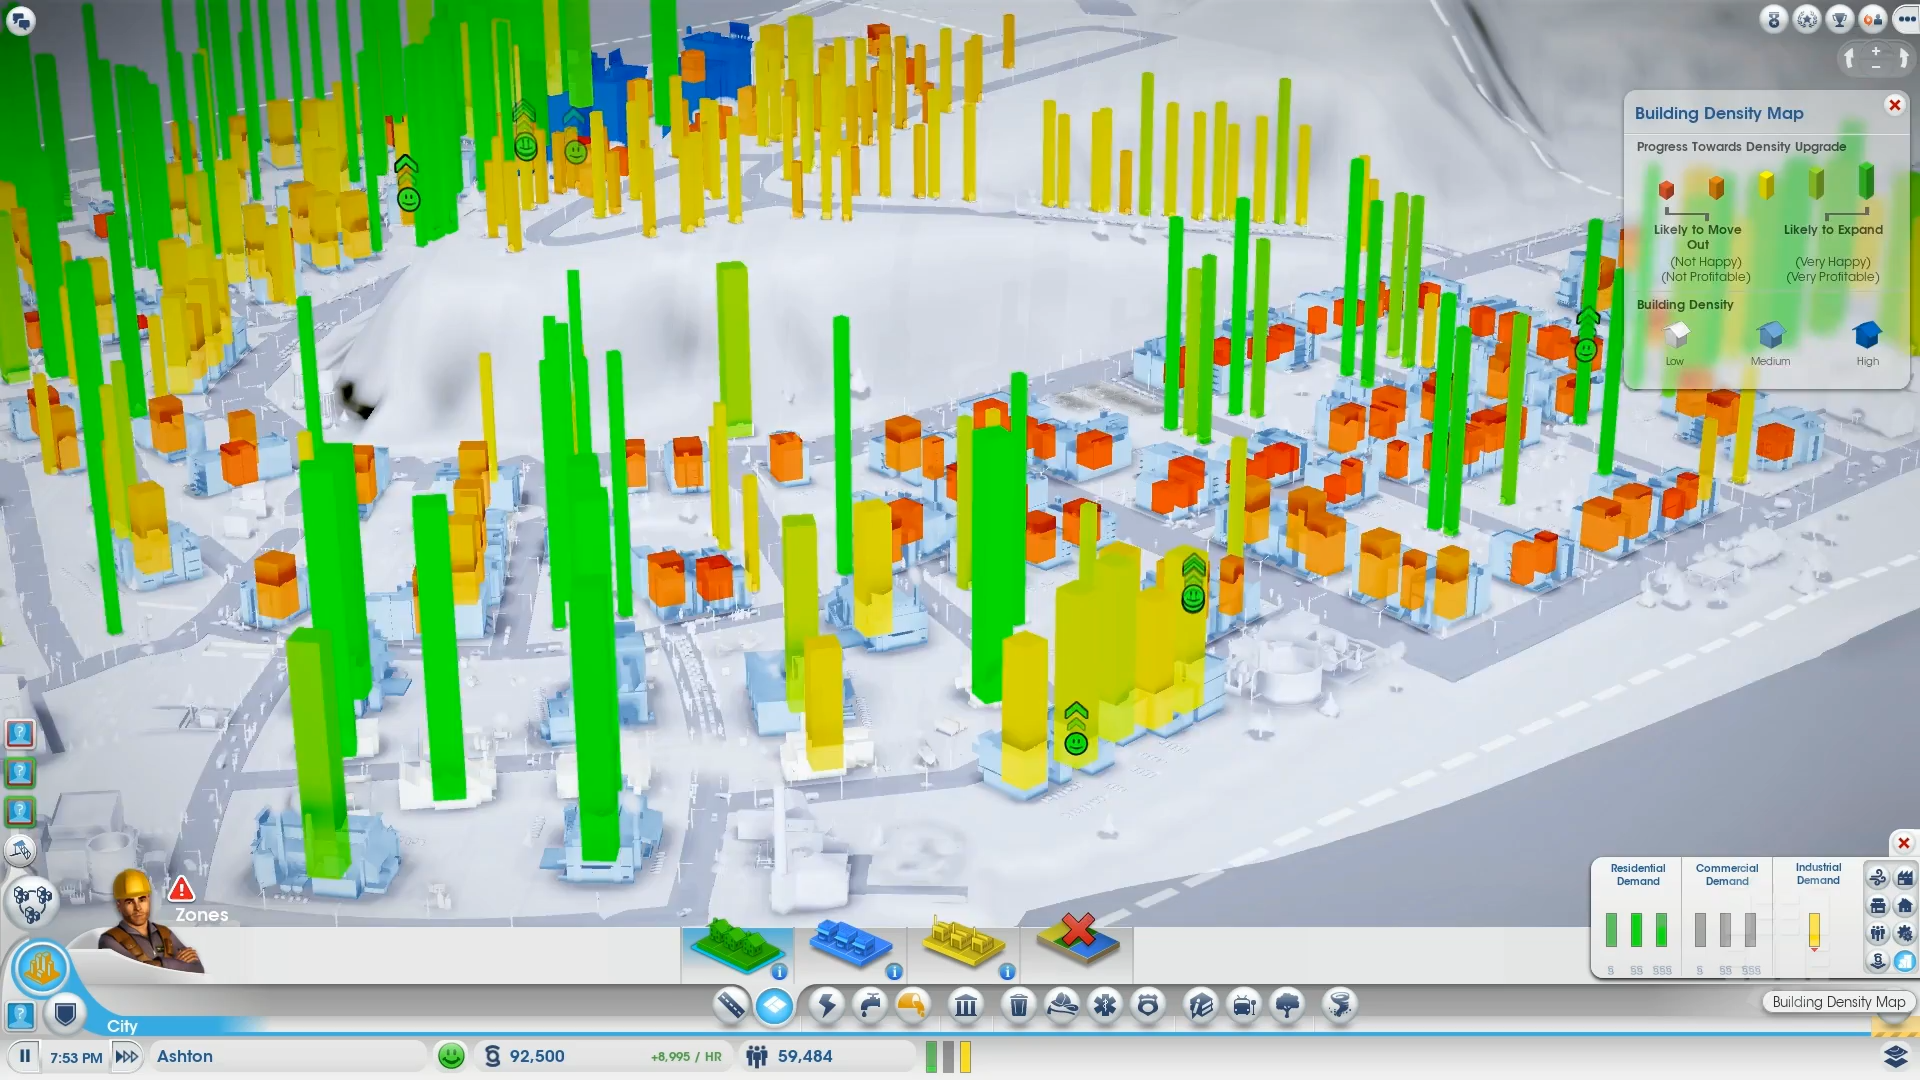 Building Density Map
Progress Towards Density Upgrade
Likely to Move
Out
(Not Happy)
(Not Profitable)
Likely to Expand
(Very Happy)
(Very Profitable)
Building Density
Low
Medium
High
Zones
Residential
Demand
Commercial
Demand
Industrial
Demand
§
§§
§§§
§
§§
§§§
Building Density Map
City
7:53 PM
Ashton
92,500
+8,995 / HR
59,484